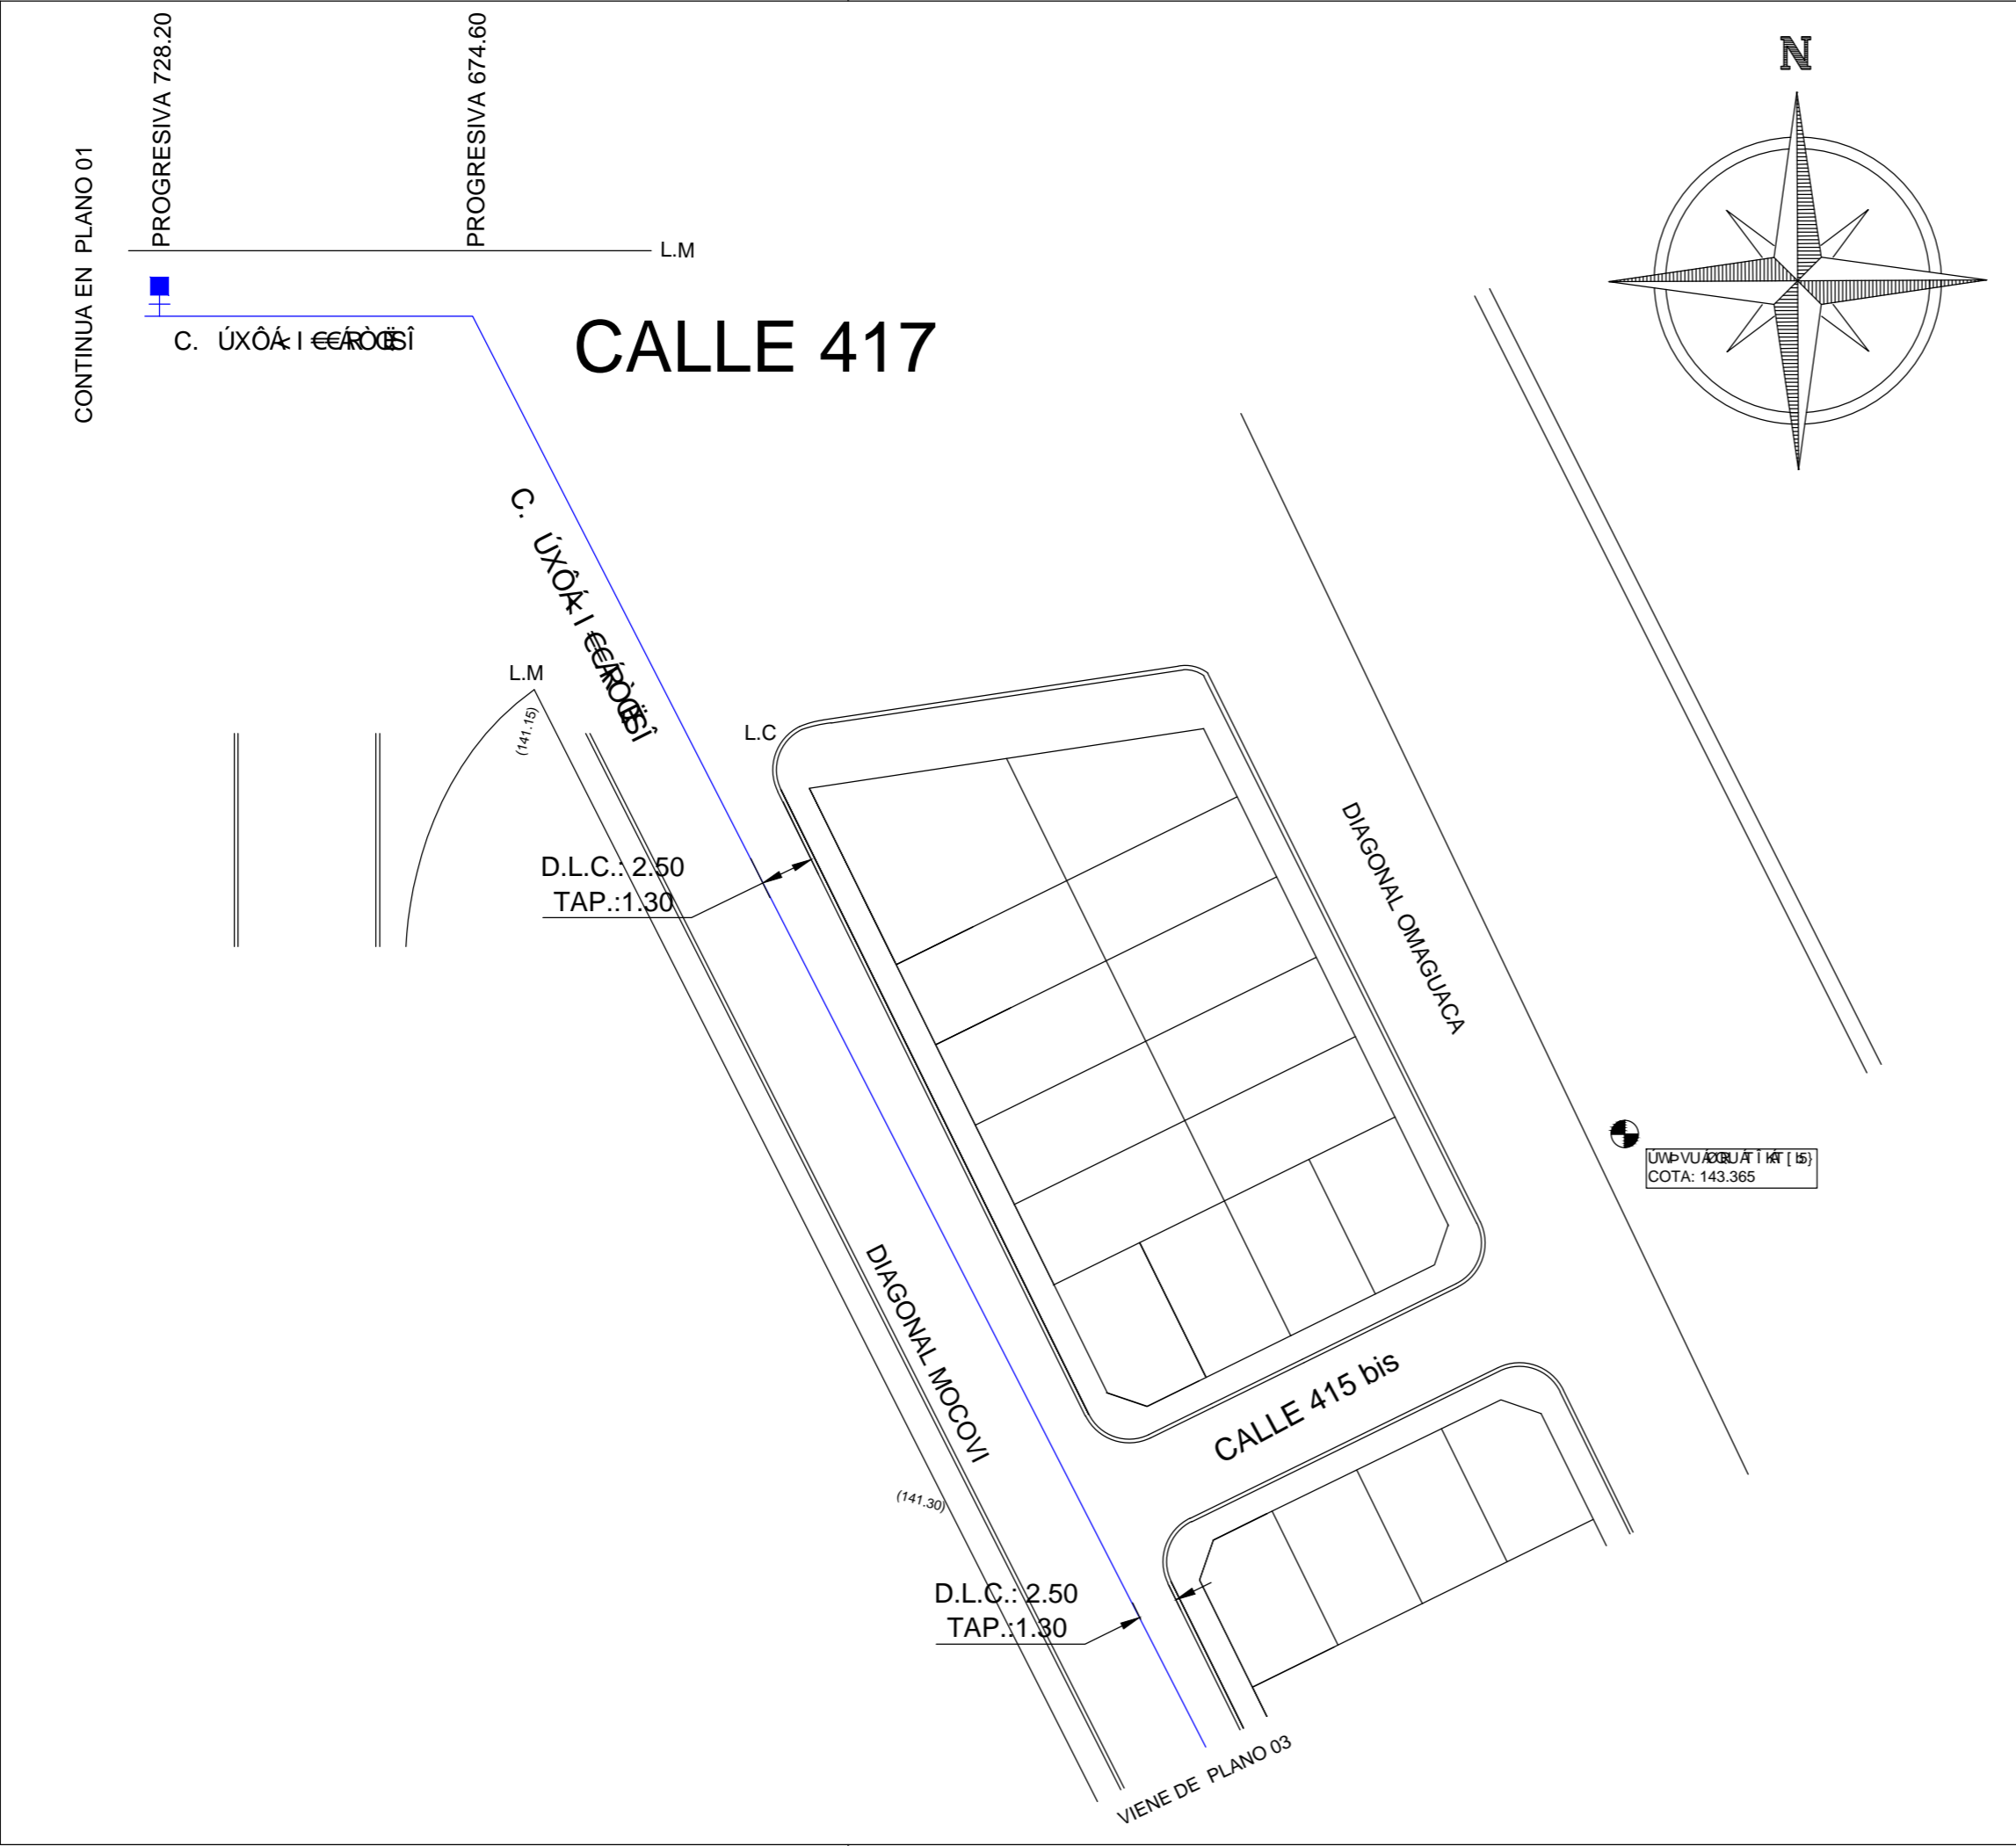 PROGRESIVA 728.20
PROGRESIVA 674.60
N
CONTINUA EN PLANO 01
L.M
C.
CALLE 417
C.
L.M
(141.15)
L.C
D.L.C.: 2.50
TAP.:1.30
DIAGONAL OMAGUACA
COTA: 143.365
DIAGONAL MOCOVI
CALLE 415 bis
(141.30)
D.L.C.: 2.50
TAP.:1.30
VIENE DE PLANO 03